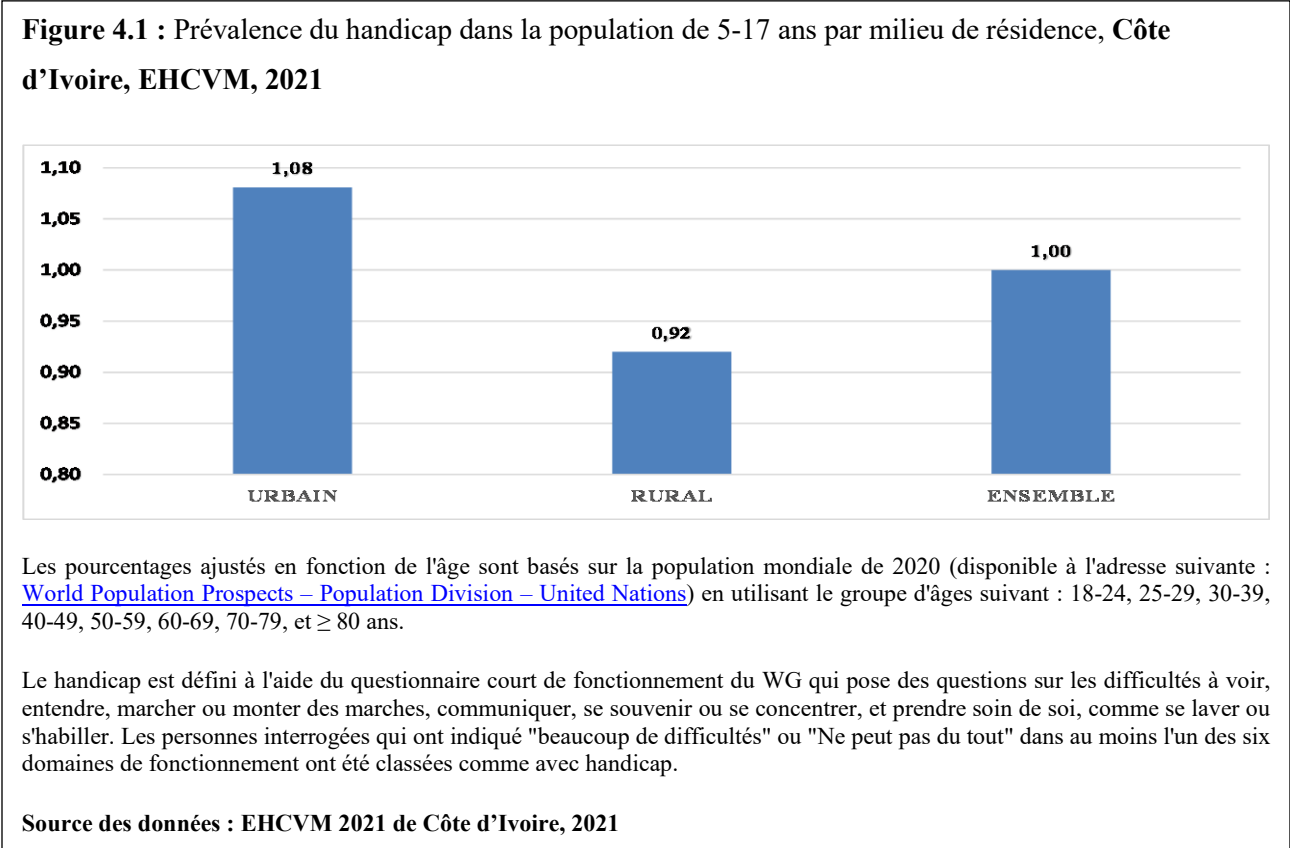 Figure 4.1 : Prévalence du handicap dans la population de 5-17 ans par milieu de résidence, Côte
d’Ivoire, EHCVM, 2021
1,10
1,05
1,00
0,95
0,90
0,85
0,80
1,08
0,92
1,00
URBAIN
RURAL
ENSEMBLE
Les pourcentages ajustés en fonction de l'âge sont basés sur la population mondiale de 2020 (disponible à l'adresse suivante :
World Population Prospects – Population Division – United Nations) en utilisant le groupe d'âges suivant : 18-24, 25-29, 30-39,
40-49, 50-59, 60-69, 70-79, et ≥ 80 ans.
Le handicap est défini à l'aide du questionnaire court de fonctionnement du WG qui pose des questions sur les difficultés à voir,
entendre, marcher ou monter des marches, communiquer, se souvenir ou se concentrer, et prendre soin de soi, comme se laver ou
s'habiller. Les personnes interrogées qui ont indiqué "beaucoup de difficultés" ou "Ne peut pas du tout" dans au moins l'un des six
domaines de fonctionnement ont été classées comme avec handicap.
Source des données : EHCVM 2021 de Côte d’Ivoire, 2021